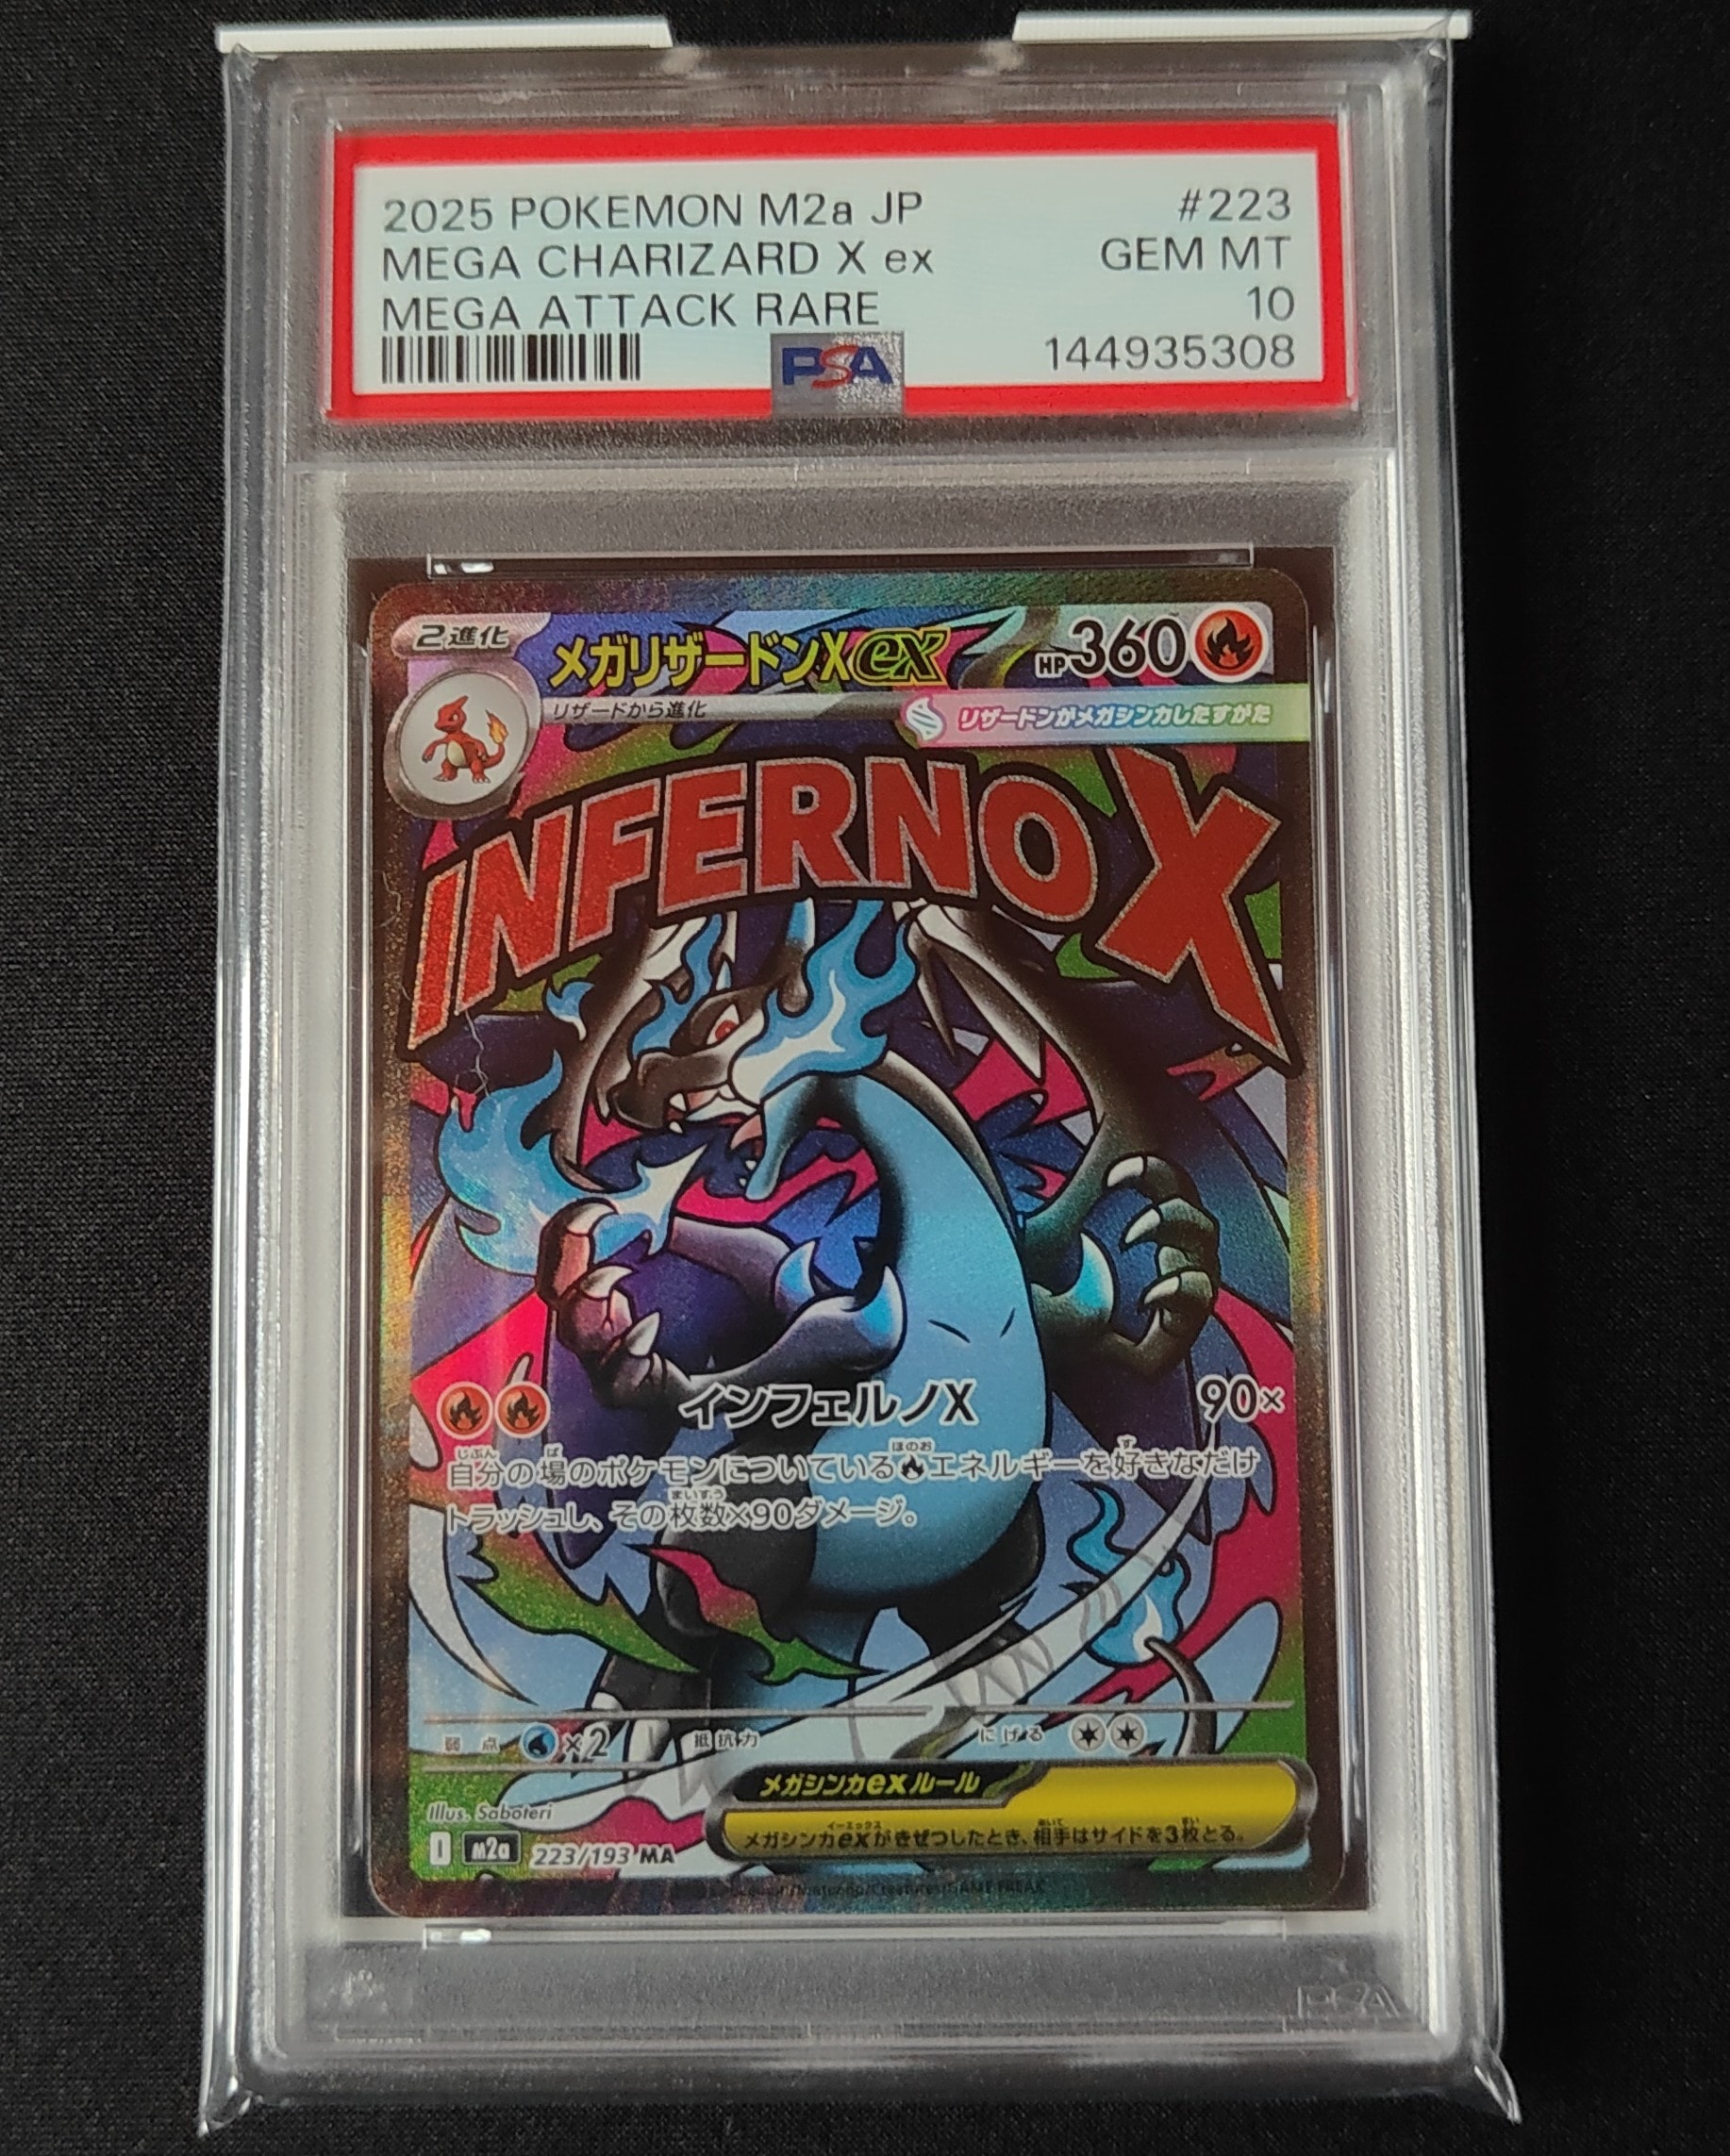 2025 POKEMON M2a JP #223
MEGA CHARIZARD X ex GEM MT
MEGA ATTACK RARE 10
PSA 144935308
2進化 メガリザードンXex HP360
リザードから進化 リザードンがメガシンカしたすがた
INFERNO X
インフェルノX 90×
自分の場のポケモンについているエネルギーを好きなだけ
トラッシュし、その枚数×90ダメージ。
弱点 ×2 抵抗力 にげる
メガシンカexルール
メガシンカexがきぜつしたとき、相手はサイドを3枚とる。
Illus. Saboteri
I M2a 223/193 MA
PSA